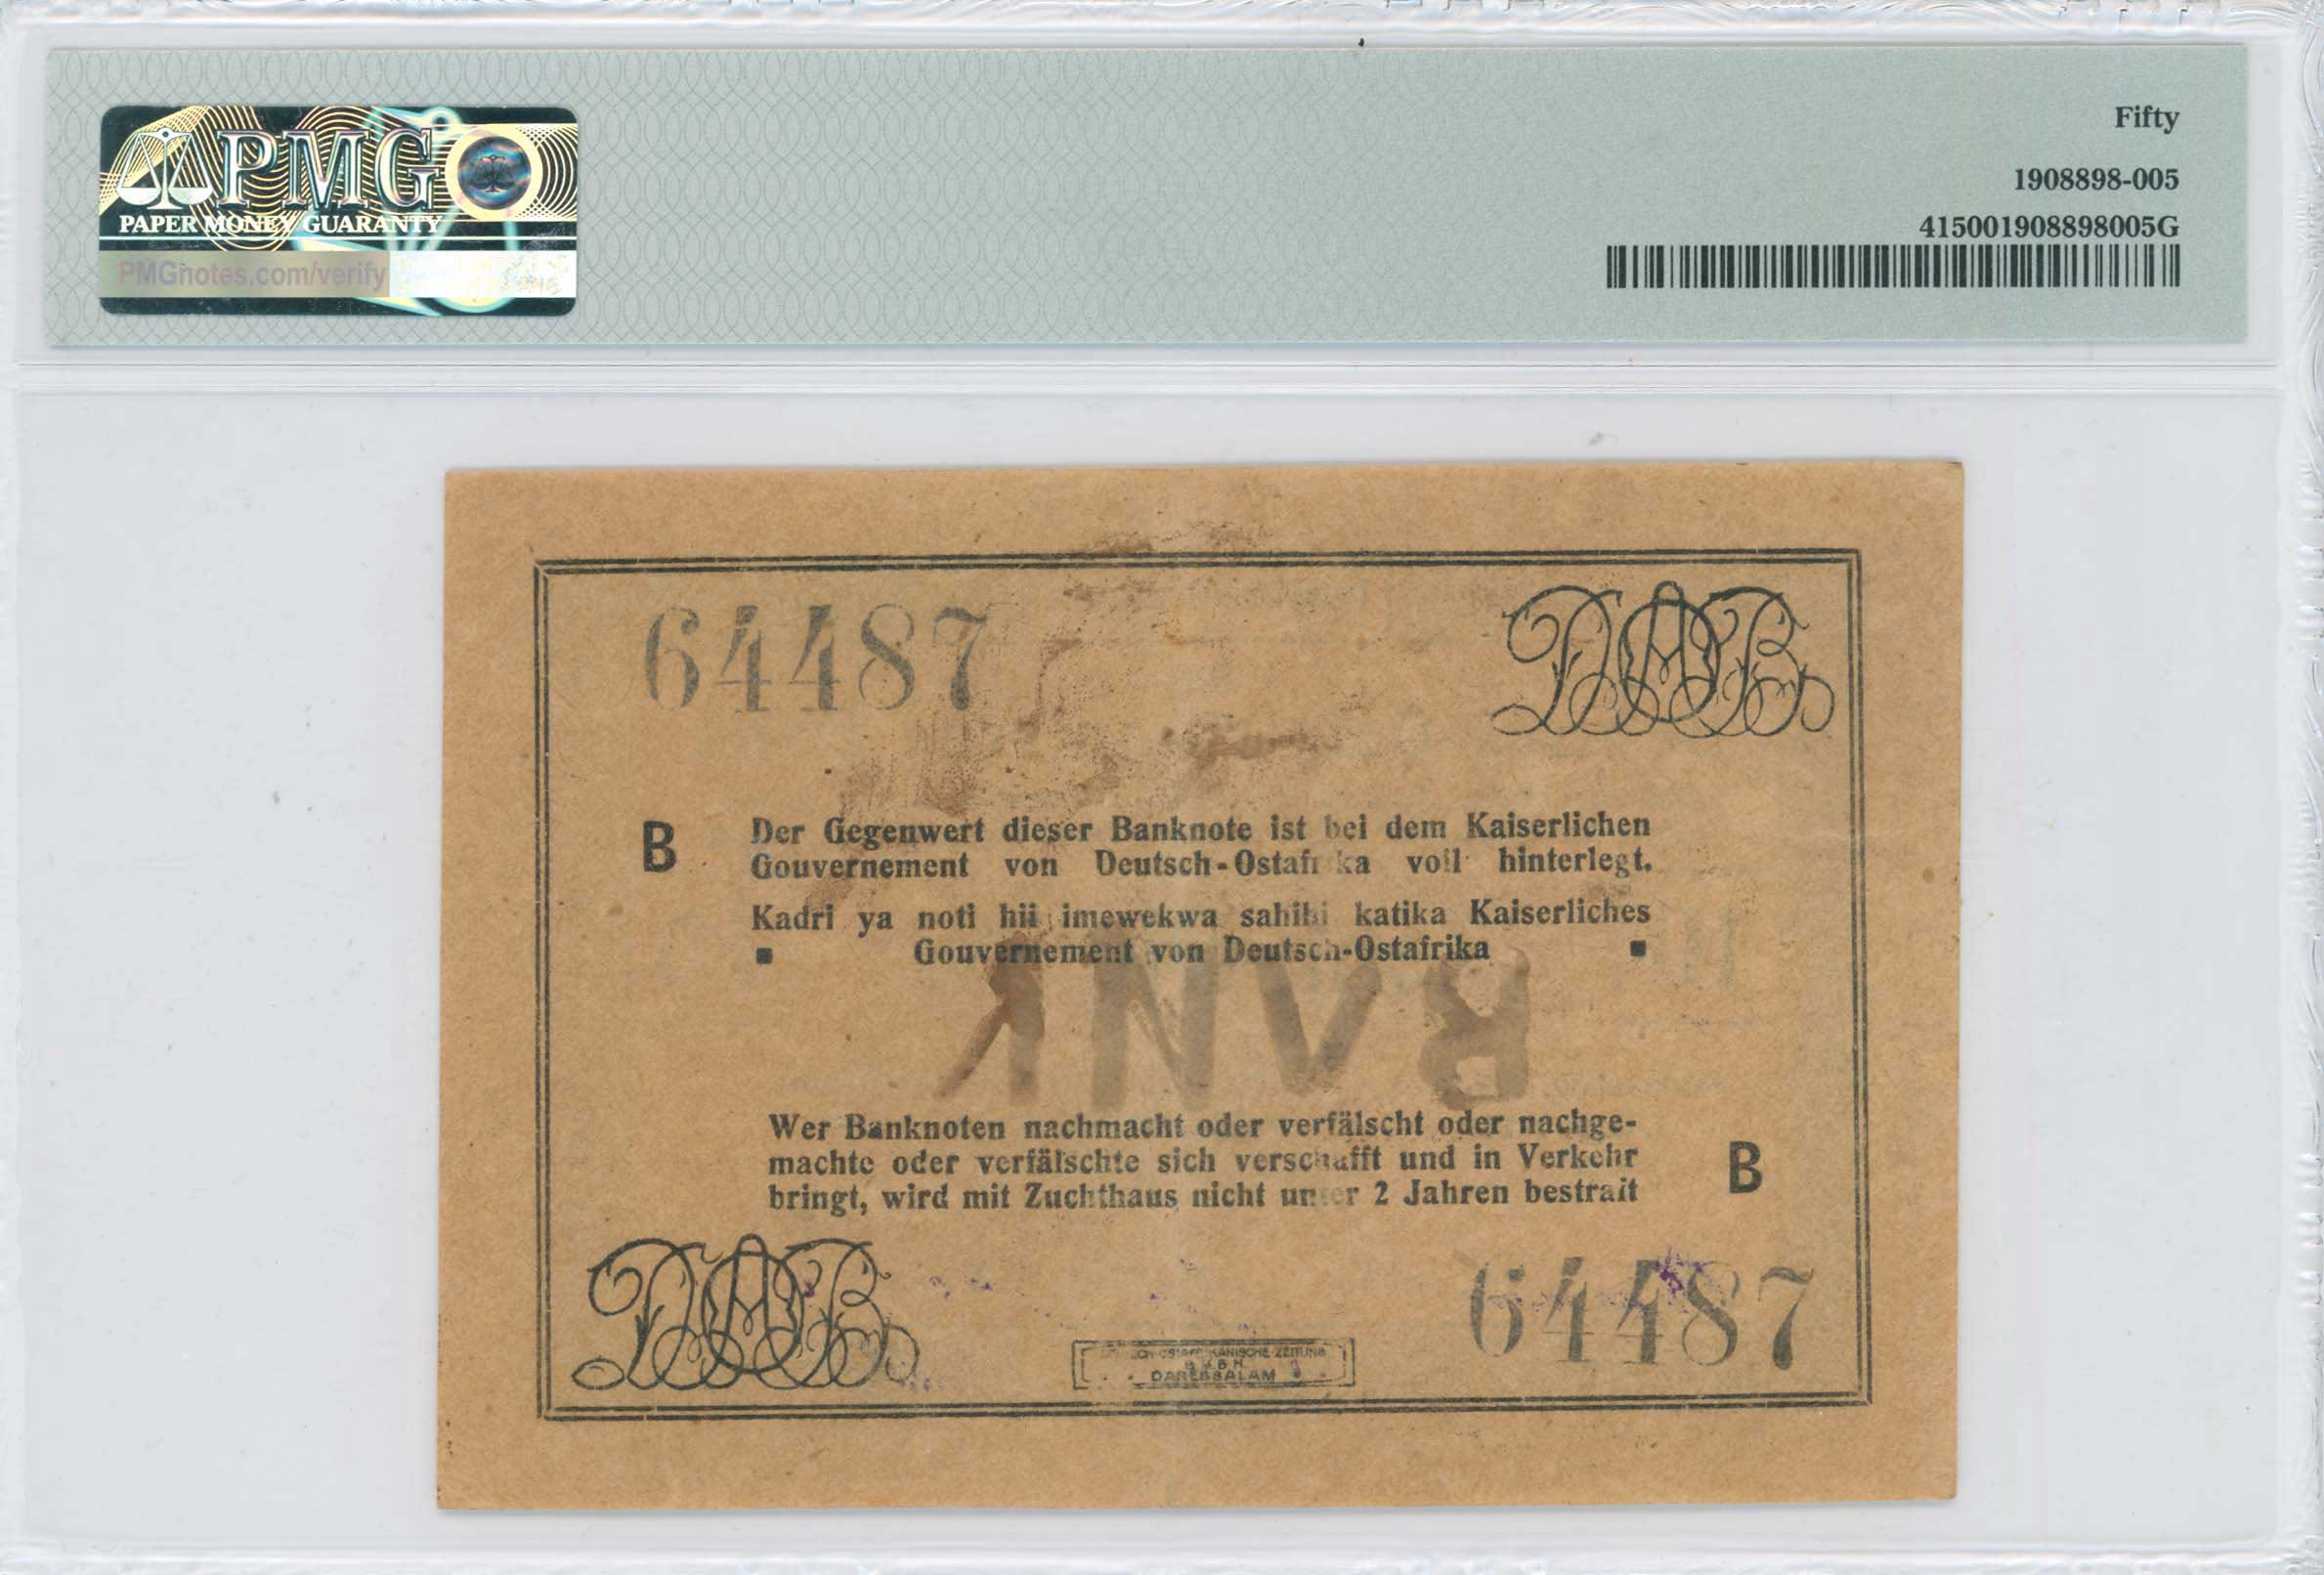 Fifty
1908898-005
415001908898005G
PMG
PAPER MONEY GUARANTY
PMGnotes.com/verify
64487
DOAB
B
Der Gegenwert dieser Banknote ist bei dem Kaiserlichen
Gouvernement von Deutsch-Ostafrika voll hinterlegt.
Kadri ya noti hii imewekwa sahihi katika Kaiserliches
Gouvernement von Deutsch-Ostafrika
BANK
Wer Banknoten nachmacht oder verfälscht oder nachge-
machte oder verfälschte sich verschafft und in Verkehr
bringt, wird mit Zuchthaus nicht unter 2 Jahren bestraft
B
DOAB
64487
OSTAFRIKANISCHE ZEITUNG
G.M.B.H.
DARESSALAM